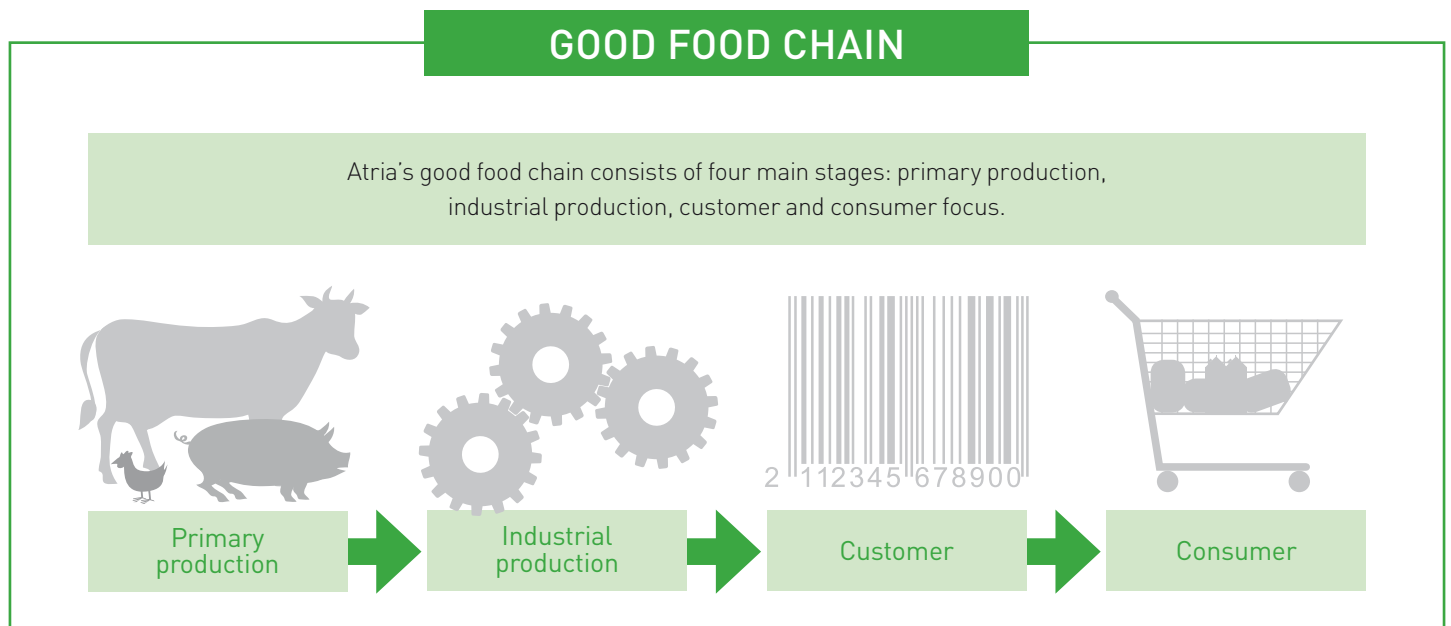 GOOD FOOD CHAIN
Atria’s good food chain consists of four main stages: primary production,
industrial production, customer and consumer focus.
2 112345 678900
Primary
production
Industrial
production
Customer
Consumer